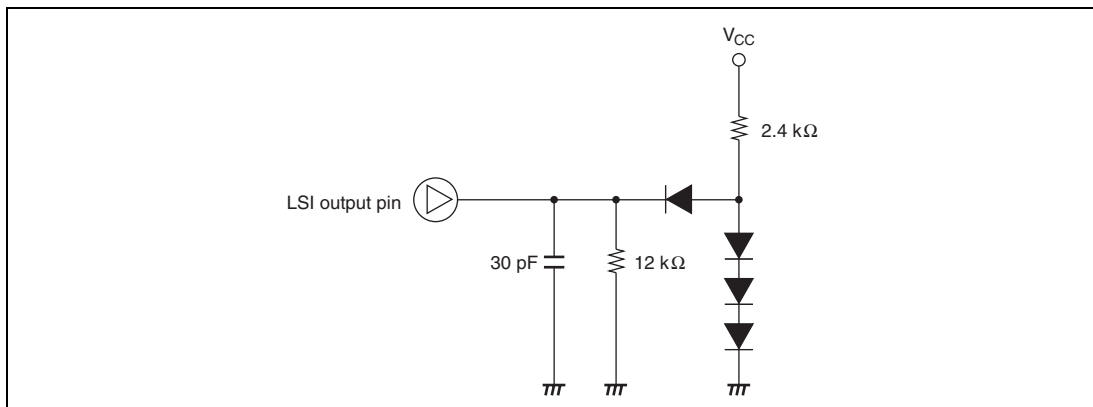 V_CC
2.4 kΩ
LSI output pin
30 pF
12 kΩ